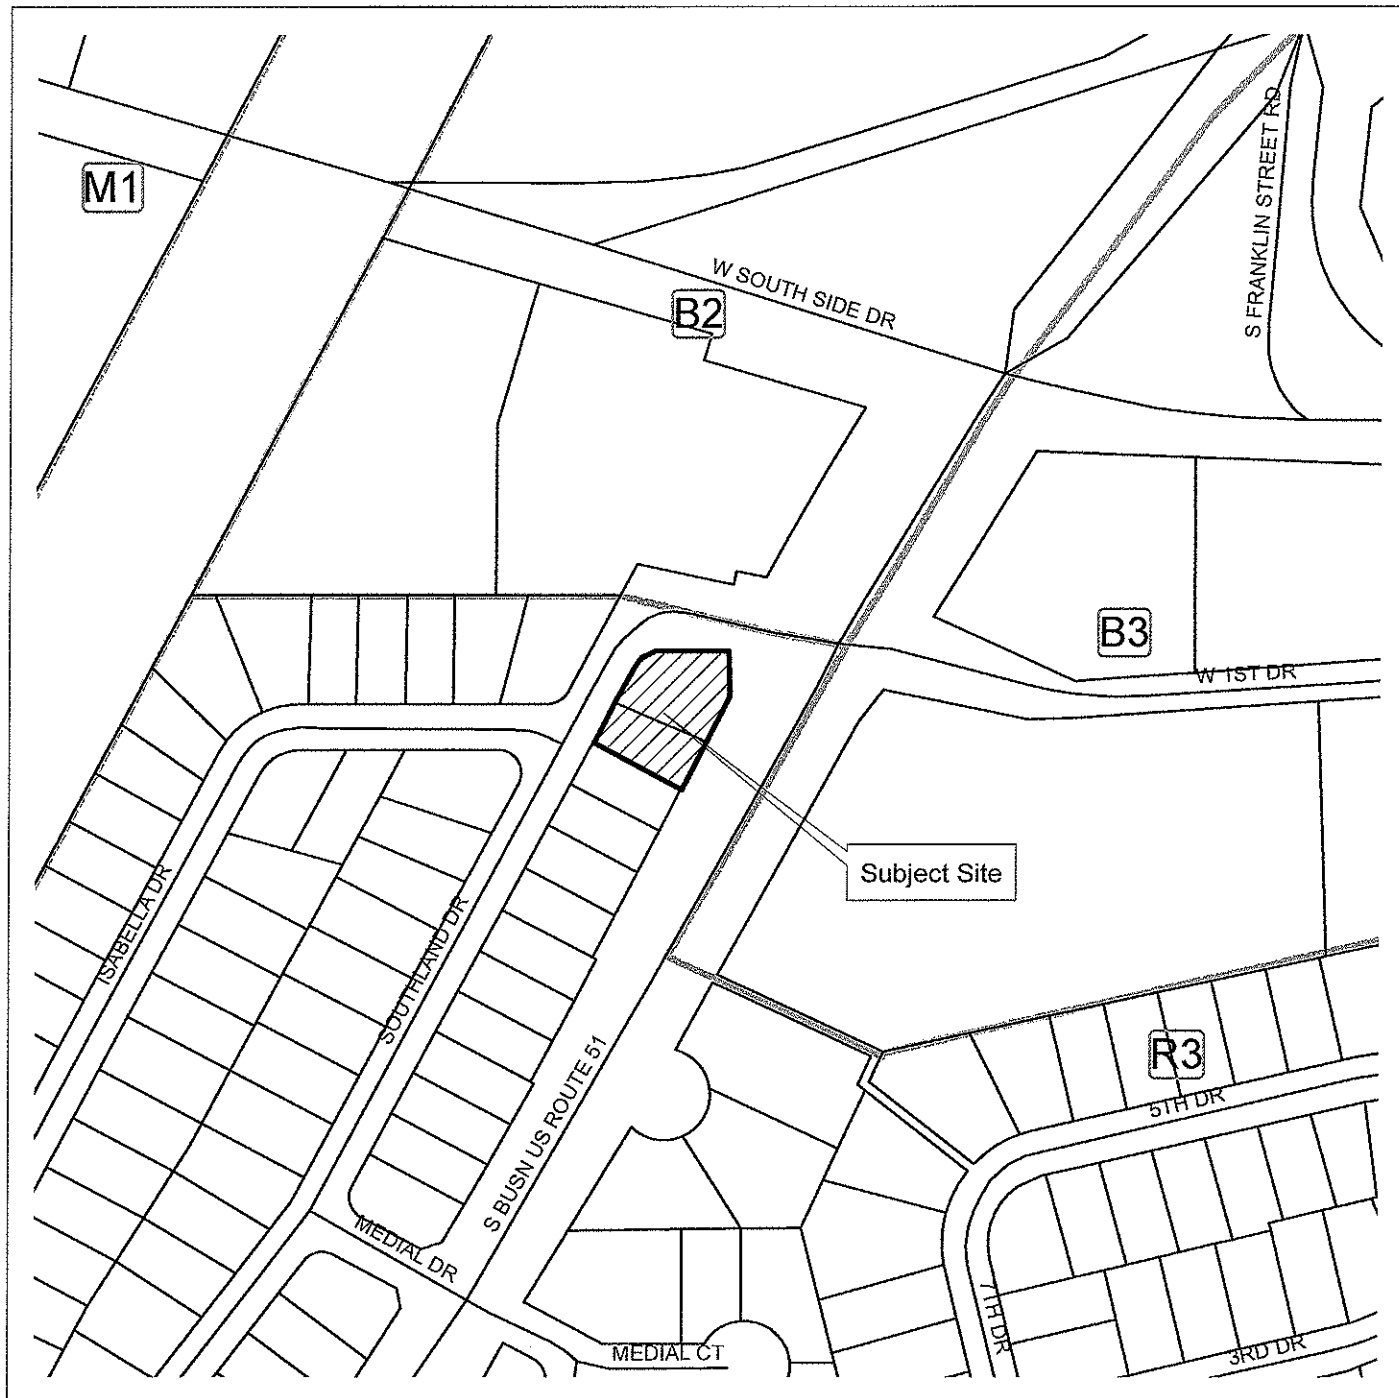 M1
S FRANKLIN STREET RD
W SOUTH SIDE DR
B2
B3
W 1ST DR
Subject Site
ISABELLA DR
SOUTHLAND DR
S BUSN US ROUTE 51
R3
5TH DR
MEDIAL DR
7TH DR
MEDIAL CT
3RD DR